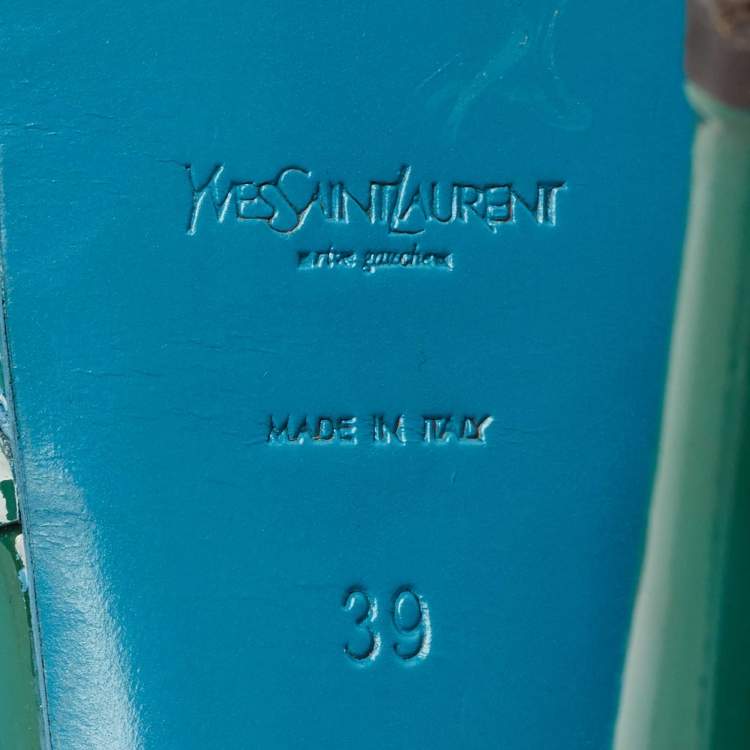 YVESSAINTLAURENT
rive gauche
MADE IN ITALY
39